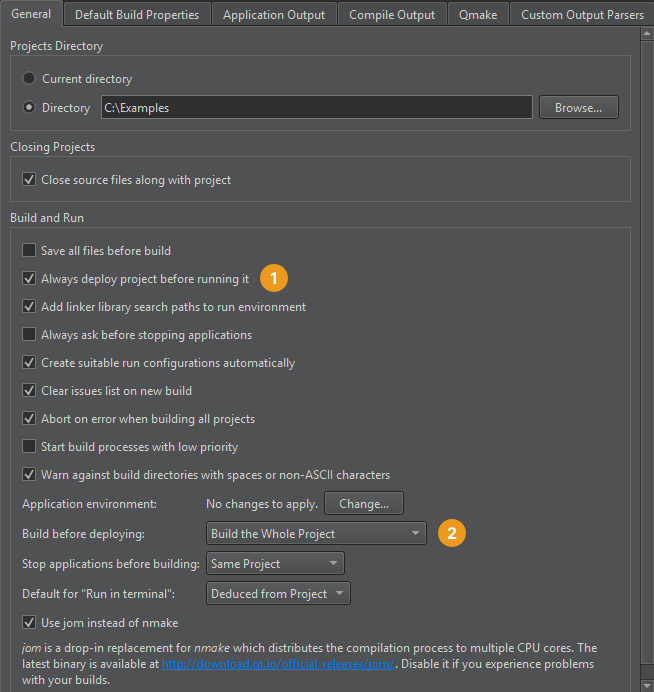 General Default Build Properties Application Output Compile Output Qmake Custom Output Parsers
Projects Directory
Current directory
Directory C:\Examples Browse...
Closing Projects
Close source files along with project
Build and Run
Save all files before build
Always deploy project before running it 1
Add linker library search paths to run environment
Always ask before stopping applications
Create suitable run configurations automatically
Clear issues list on new build
Abort on error when building all projects
Start build processes with low priority
Warn against build directories with spaces or non-ASCII characters
Application environment: No changes to apply. Change...
Build before deploying: Build the Whole Project 2
Stop applications before building: Same Project
Default for "Run in terminal": Deduced from Project
Use jom instead of nmake
jom is a drop-in replacement for nmake which distributes the compilation process to multiple CPU cores. The
latest binary is available at http://download.qt.io/official_releases/jom/. Disable it if you experience problems
with your builds.